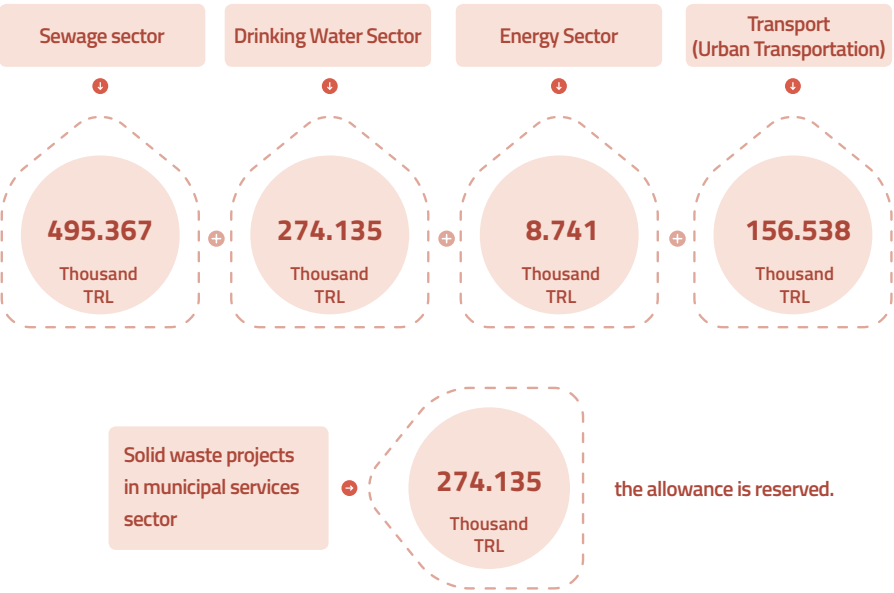 Sewage sector
Drinking Water Sector
Energy Sector
Transport
(Urban Transportation)
495.367
Thousand
TRL
274.135
Thousand
TRL
8.741
Thousand
TRL
156.538
Thousand
TRL
Solid waste projects
in municipal services
sector
274.135
Thousand
TRL
the allowance is reserved.